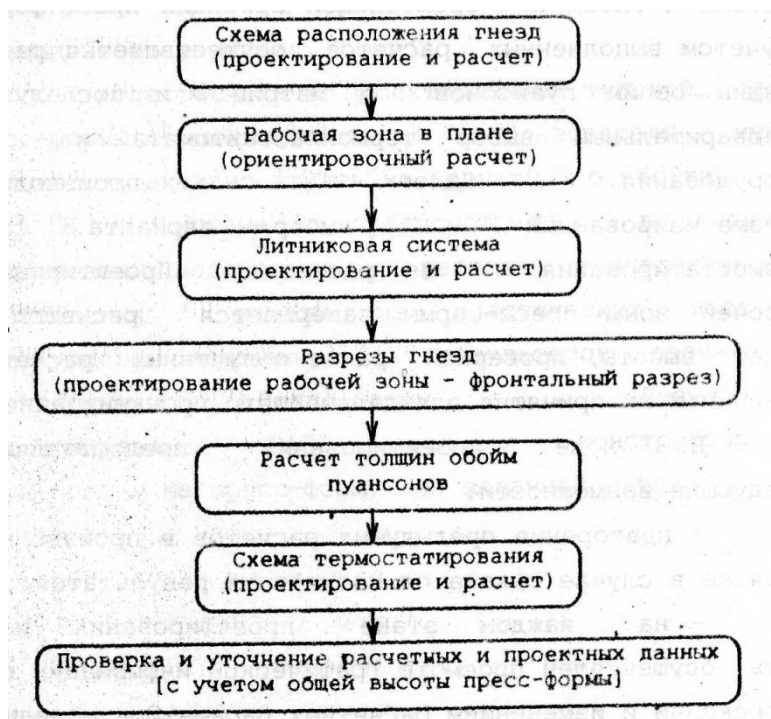 Схема расположения гнезд
(проектирование и расчет)
Рабочая зона в плане
(ориентировочный расчет)
Литниковая система
(проектирование и расчет)
Разрезы гнезд
(проектирование рабочей зоны - фронтальный разрез)
Расчет толщин обойм
пуансонов
Схема термостатирования
(проектирование и расчет)
Проверка и уточнение расчетных и проектных данных
(с учетом общей высоты пресс-формы)